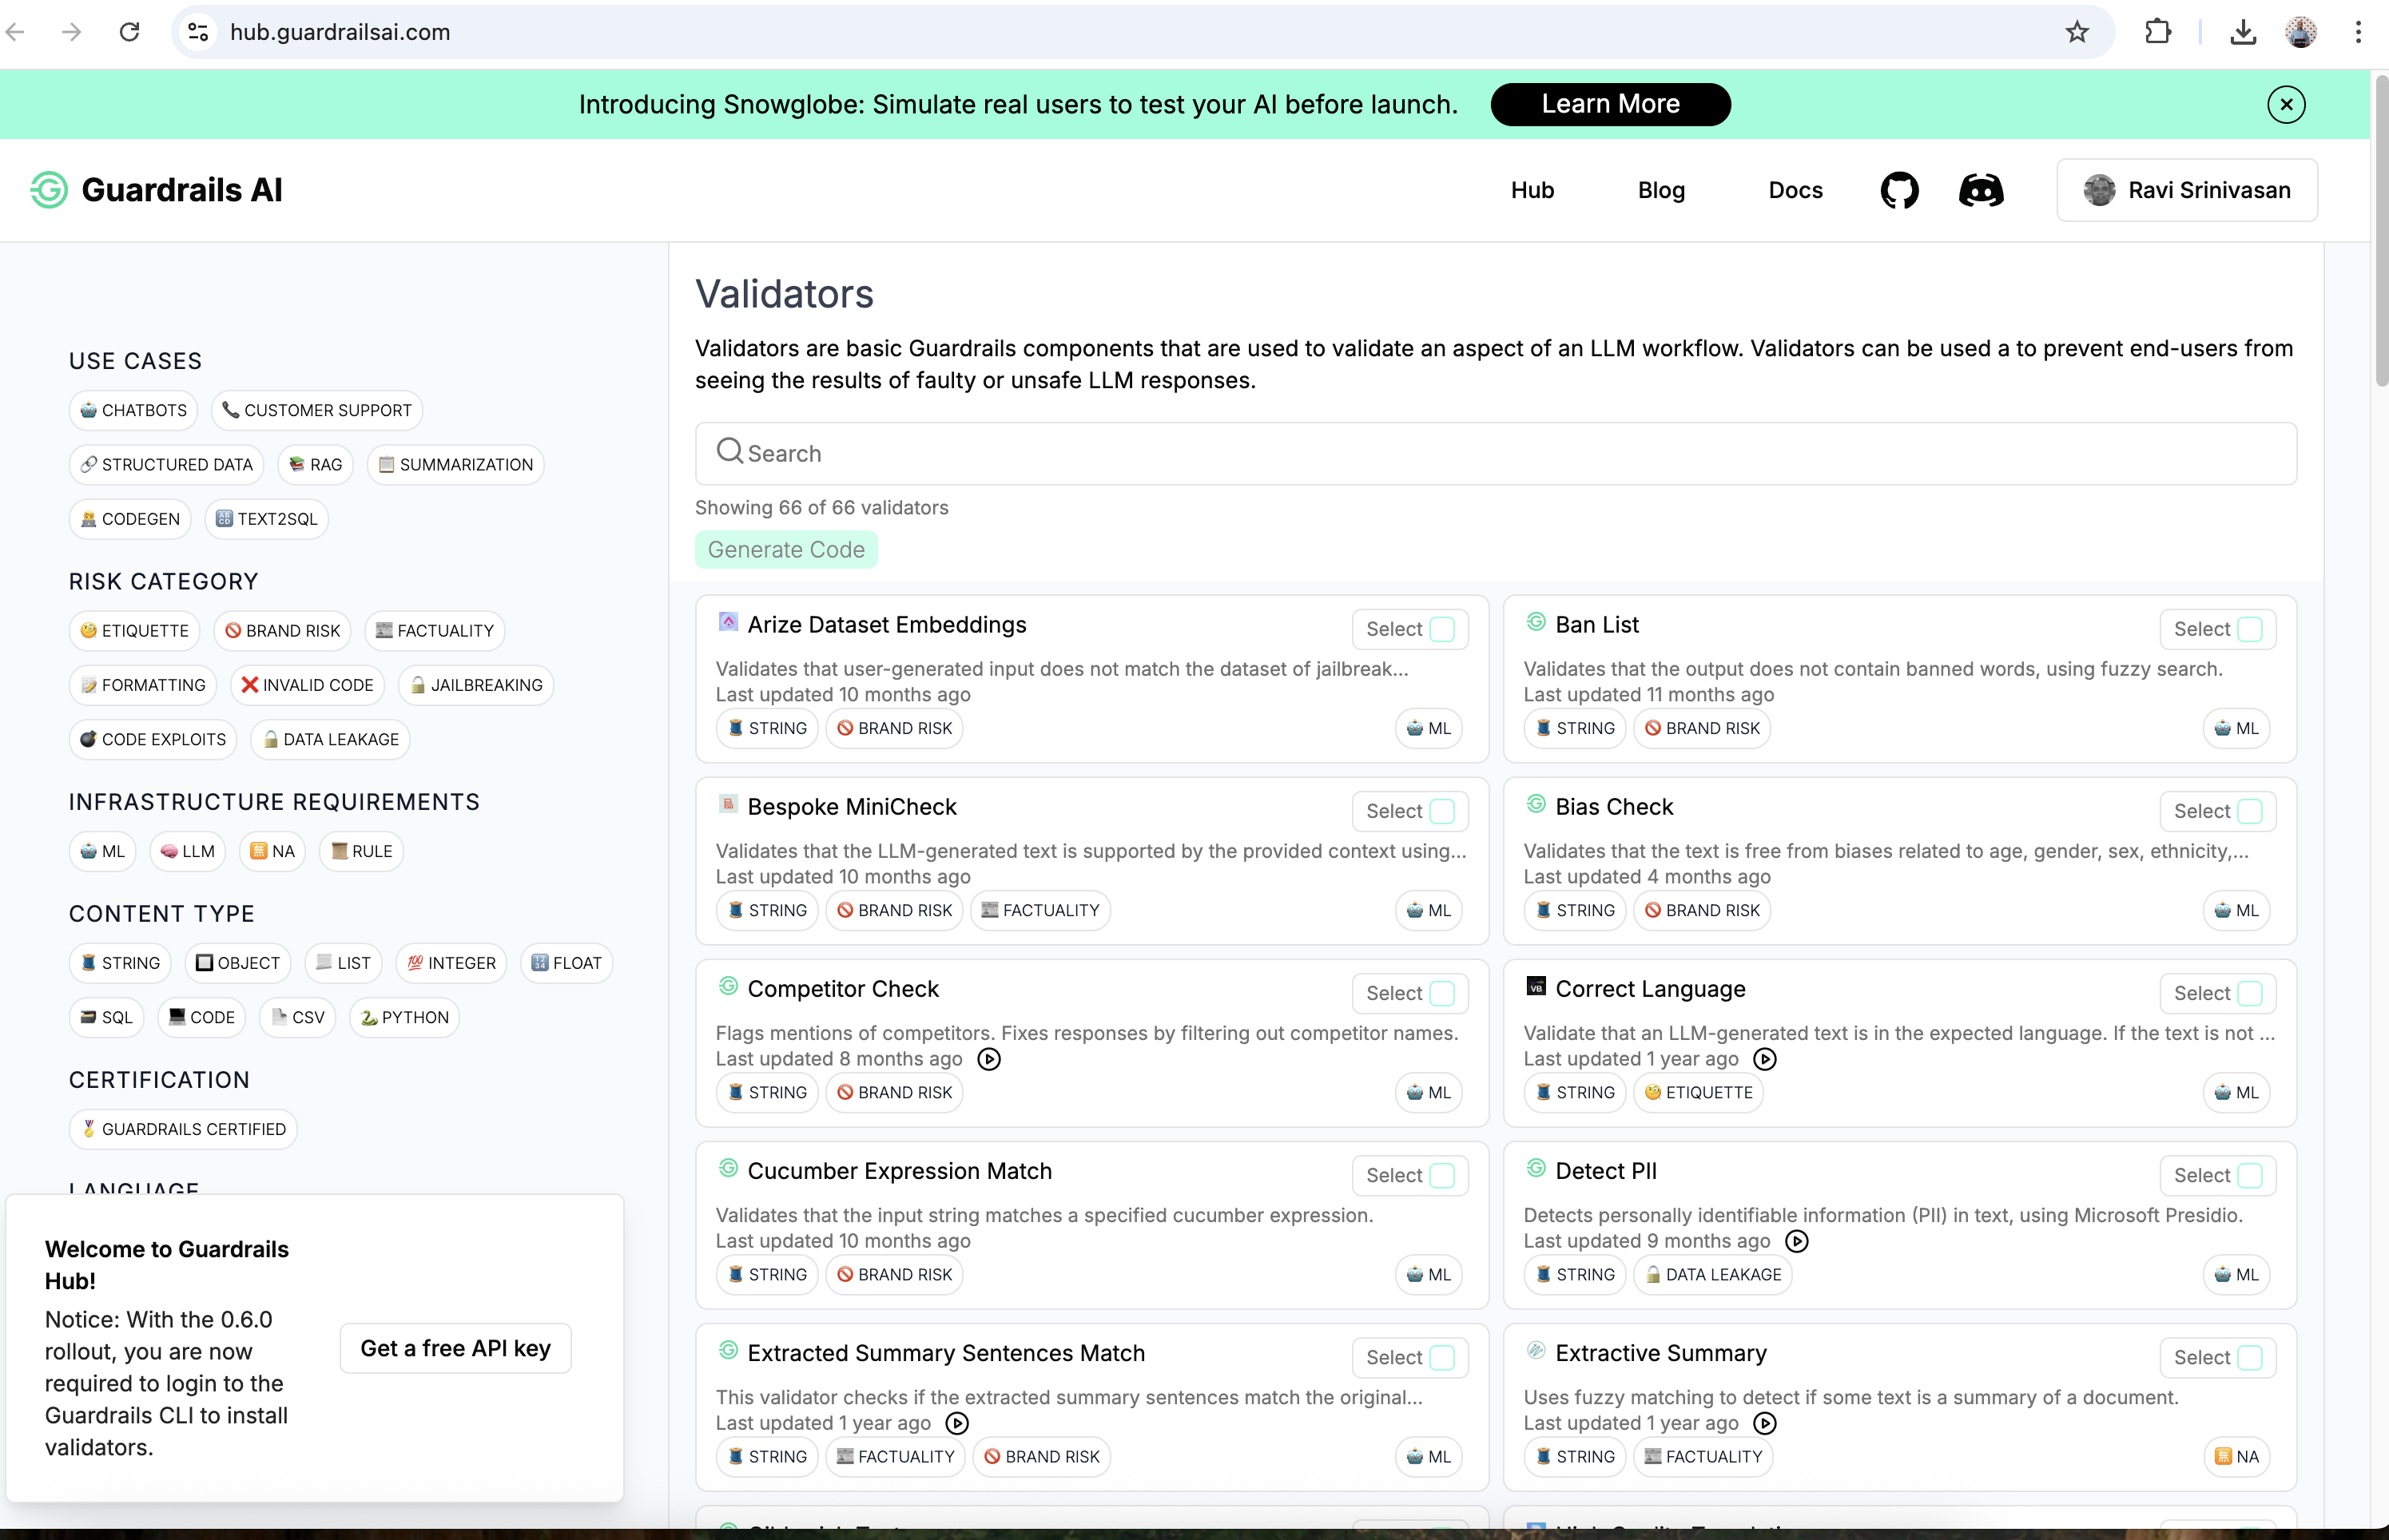 hub.guardrailsai.com
Introducing Snowglobe: Simulate real users to test your AI before launch.
Learn More
Guardrails AI
Hub
Blog
Docs
Ravi Srinivasan
USE CASES
CHATBOTS
CUSTOMER SUPPORT
STRUCTURED DATA
RAG
SUMMARIZATION
CODEGEN
TEXT2SQL
RISK CATEGORY
ETIQUETTE
BRAND RISK
FACTUALITY
FORMATTING
INVALID CODE
JAILBREAKING
CODE EXPLOITS
DATA LEAKAGE
INFRASTRUCTURE REQUIREMENTS
ML
LLM
NA
RULE
CONTENT TYPE
STRING
OBJECT
LIST
INTEGER
FLOAT
SQL
CODE
CSV
PYTHON
CERTIFICATION
GUARDRAILS CERTIFIED
LANGUAGE
Welcome to Guardrails
Hub!
Notice: With the 0.6.0
rollout, you are now
required to login to the
Guardrails CLI to install
validators.
Get a free API key
Validators
Validators are basic Guardrails components that are used to validate an aspect of an LLM workflow. Validators can be used a to prevent end-users from
seeing the results of faulty or unsafe LLM responses.
Search
Showing 66 of 66 validators
Generate Code
Arize Dataset Embeddings
Select
Validates that user-generated input does not match the dataset of jailbreak...
Last updated 10 months ago
STRING
BRAND RISK
ML
Ban List
Select
Validates that the output does not contain banned words, using fuzzy search.
Last updated 11 months ago
STRING
BRAND RISK
ML
Bespoke MiniCheck
Select
Validates that the LLM-generated text is supported by the provided context using...
Last updated 10 months ago
STRING
BRAND RISK
FACTUALITY
ML
Bias Check
Select
Validates that the text is free from biases related to age, gender, sex, ethnicity,...
Last updated 4 months ago
STRING
BRAND RISK
ML
Competitor Check
Select
Flags mentions of competitors. Fixes responses by filtering out competitor names.
Last updated 8 months ago
STRING
BRAND RISK
ML
VB
Correct Language
Select
Validate that an LLM-generated text is in the expected language. If the text is not ...
Last updated 1 year ago
STRING
ETIQUETTE
ML
Cucumber Expression Match
Select
Validates that the input string matches a specified cucumber expression.
Last updated 10 months ago
STRING
BRAND RISK
ML
Detect PII
Select
Detects personally identifiable information (PII) in text, using Microsoft Presidio.
Last updated 9 months ago
STRING
DATA LEAKAGE
ML
Extracted Summary Sentences Match
Select
This validator checks if the extracted summary sentences match the original...
Last updated 1 year ago
STRING
FACTUALITY
BRAND RISK
ML
Extractive Summary
Select
Uses fuzzy matching to detect if some text is a summary of a document.
Last updated 1 year ago
STRING
FACTUALITY
NA